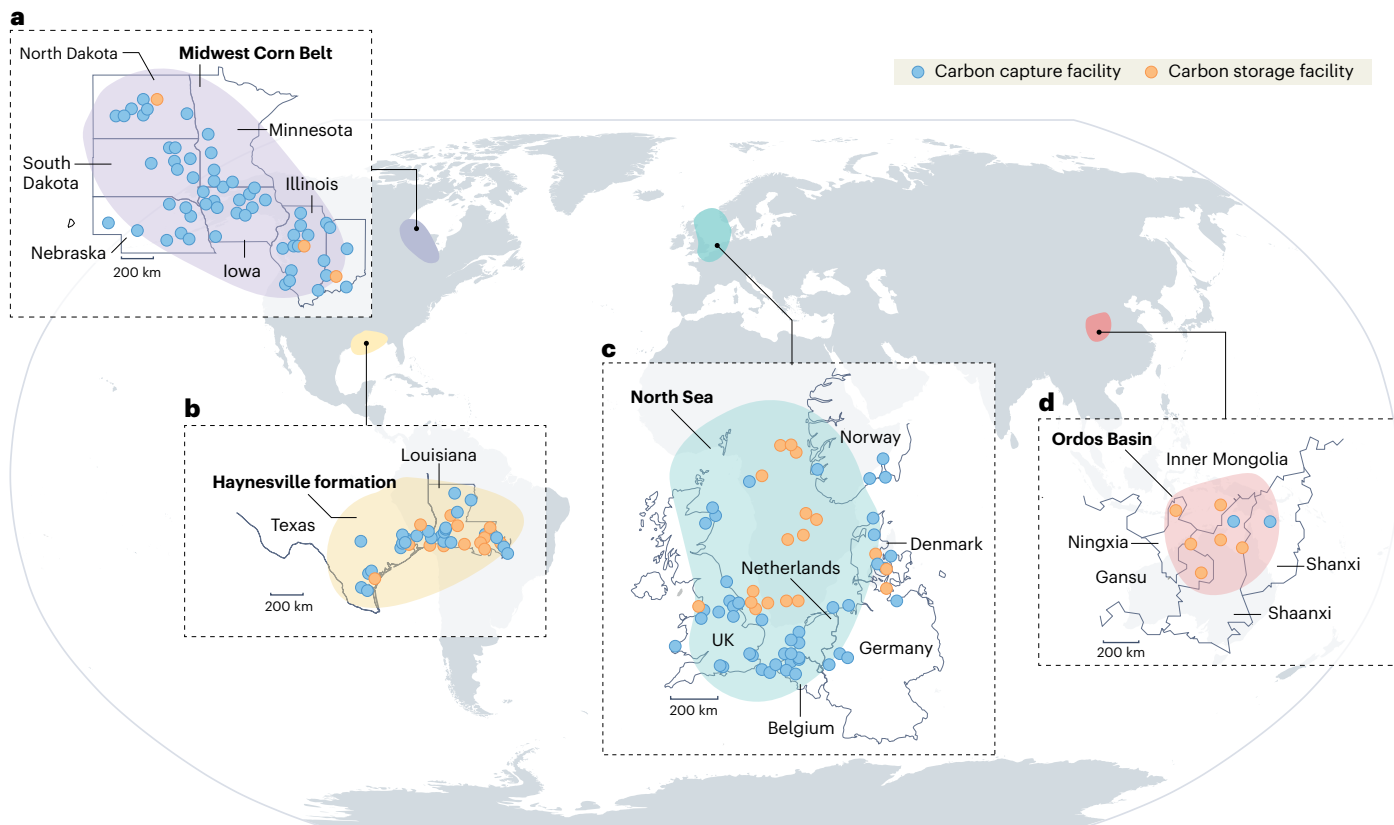 a
North Dakota
Midwest Corn Belt
Minnesota
South
Dakota
Illinois
Nebraska
Iowa
200 km
Carbon capture facility
Carbon storage facility
b
Louisiana
Haynesville formation
Texas
200 km
c
North Sea
Norway
Denmark
Netherlands
UK
Germany
200 km
Belgium
d
Ordos Basin
Inner Mongolia
Ningxia
Gansu
Shanxi
Shaanxi
200 km